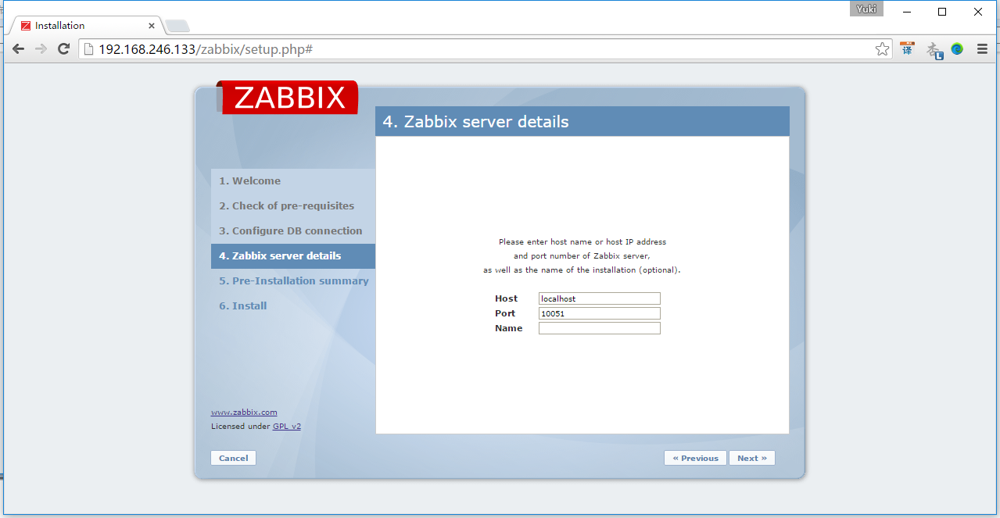 Yuki
Installation
192.168.246.133/zabbix/setup.php#
译
ZABBIX
4. Zabbix server details
1. Welcome
2. Check of pre-requisites
3. Configure DB connection
4. Zabbix server details
5. Pre-Installation summary
6. Install
Please enter host name or host IP address
and port number of Zabbix server,
as well as the name of the installation (optional).
Host localhost
Port 10051
Name
www.zabbix.com
Licensed under GPL v2
Cancel
« Previous
Next »